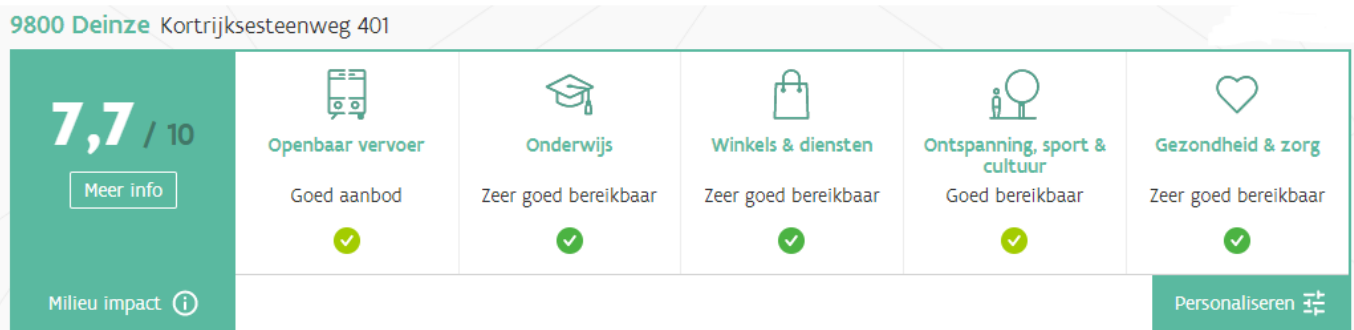 9800 Deinze Kortrijksesteenweg 401
7,7 / 10
Meer info
Milieu impact
Openbaar vervoer
Goed aanbod
Onderwijs
Zeer goed bereikbaar
Winkels & diensten
Zeer goed bereikbaar
Ontspanning, sport &
cultuur
Goed bereikbaar
Gezondheid & zorg
Zeer goed bereikbaar
Personaliseren